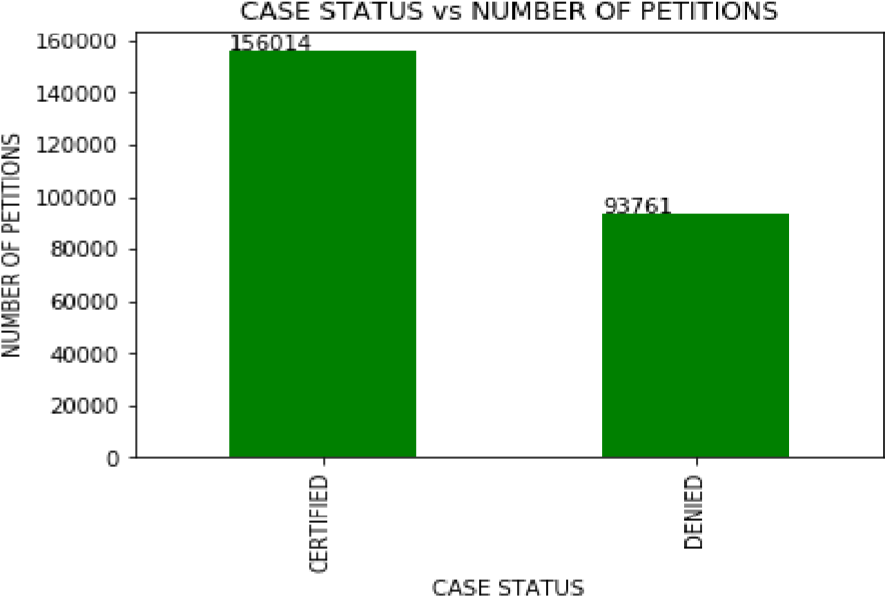 CASE STATUS vs NUMBER OF PETITIONS
NUMBER OF PETITIONS
160000
140000
120000
100000
80000
60000
40000
20000
0
156014
93761
CERTIFIED
DENIED
CASE STATUS